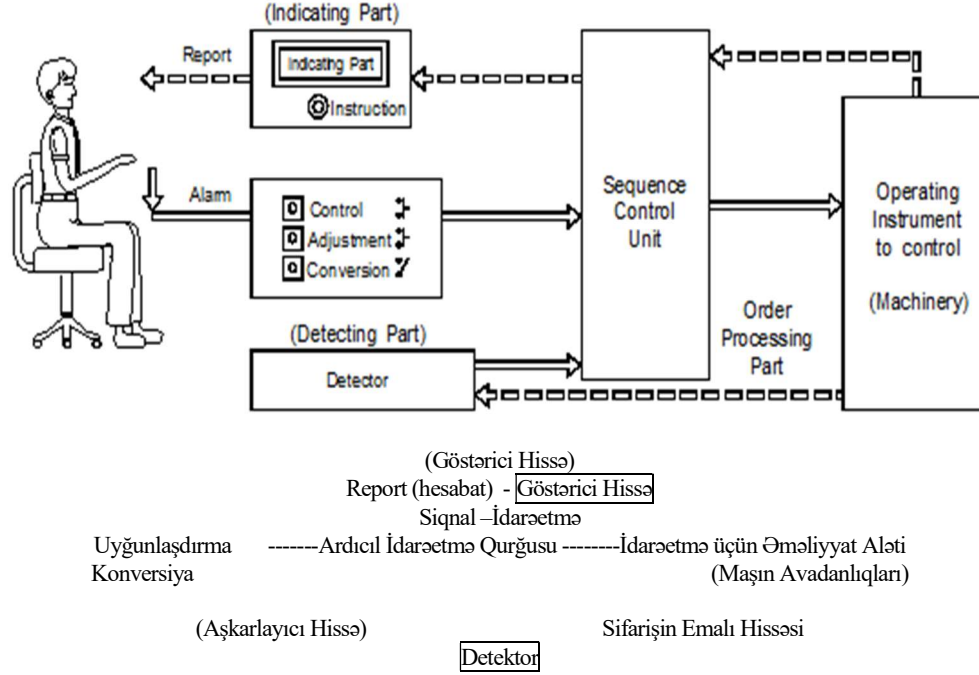 (Indicating Part)
Report
Indicating Part
Instruction
Alarm
Control
Adjustment
Conversion
Sequence
Control
Unit
Operating
Instrument
to control
(Machinery)
(Detecting Part)
Detector
Order
Processing
Part
(Göstərici Hissə)
Report (hesabat) - Göstərici Hissə
Siqnal –İdarəetmə
Uyğunlaşdırma -------Ardıcıl İdarəetmə Qurğusu --------İdarəetmə üçün Əməliyyat Aləti
Konversiya (Maşın Avadanlıqları)
(Aşkarlayıcı Hissə) Sifarişin Emalı Hissəsi
Detektor